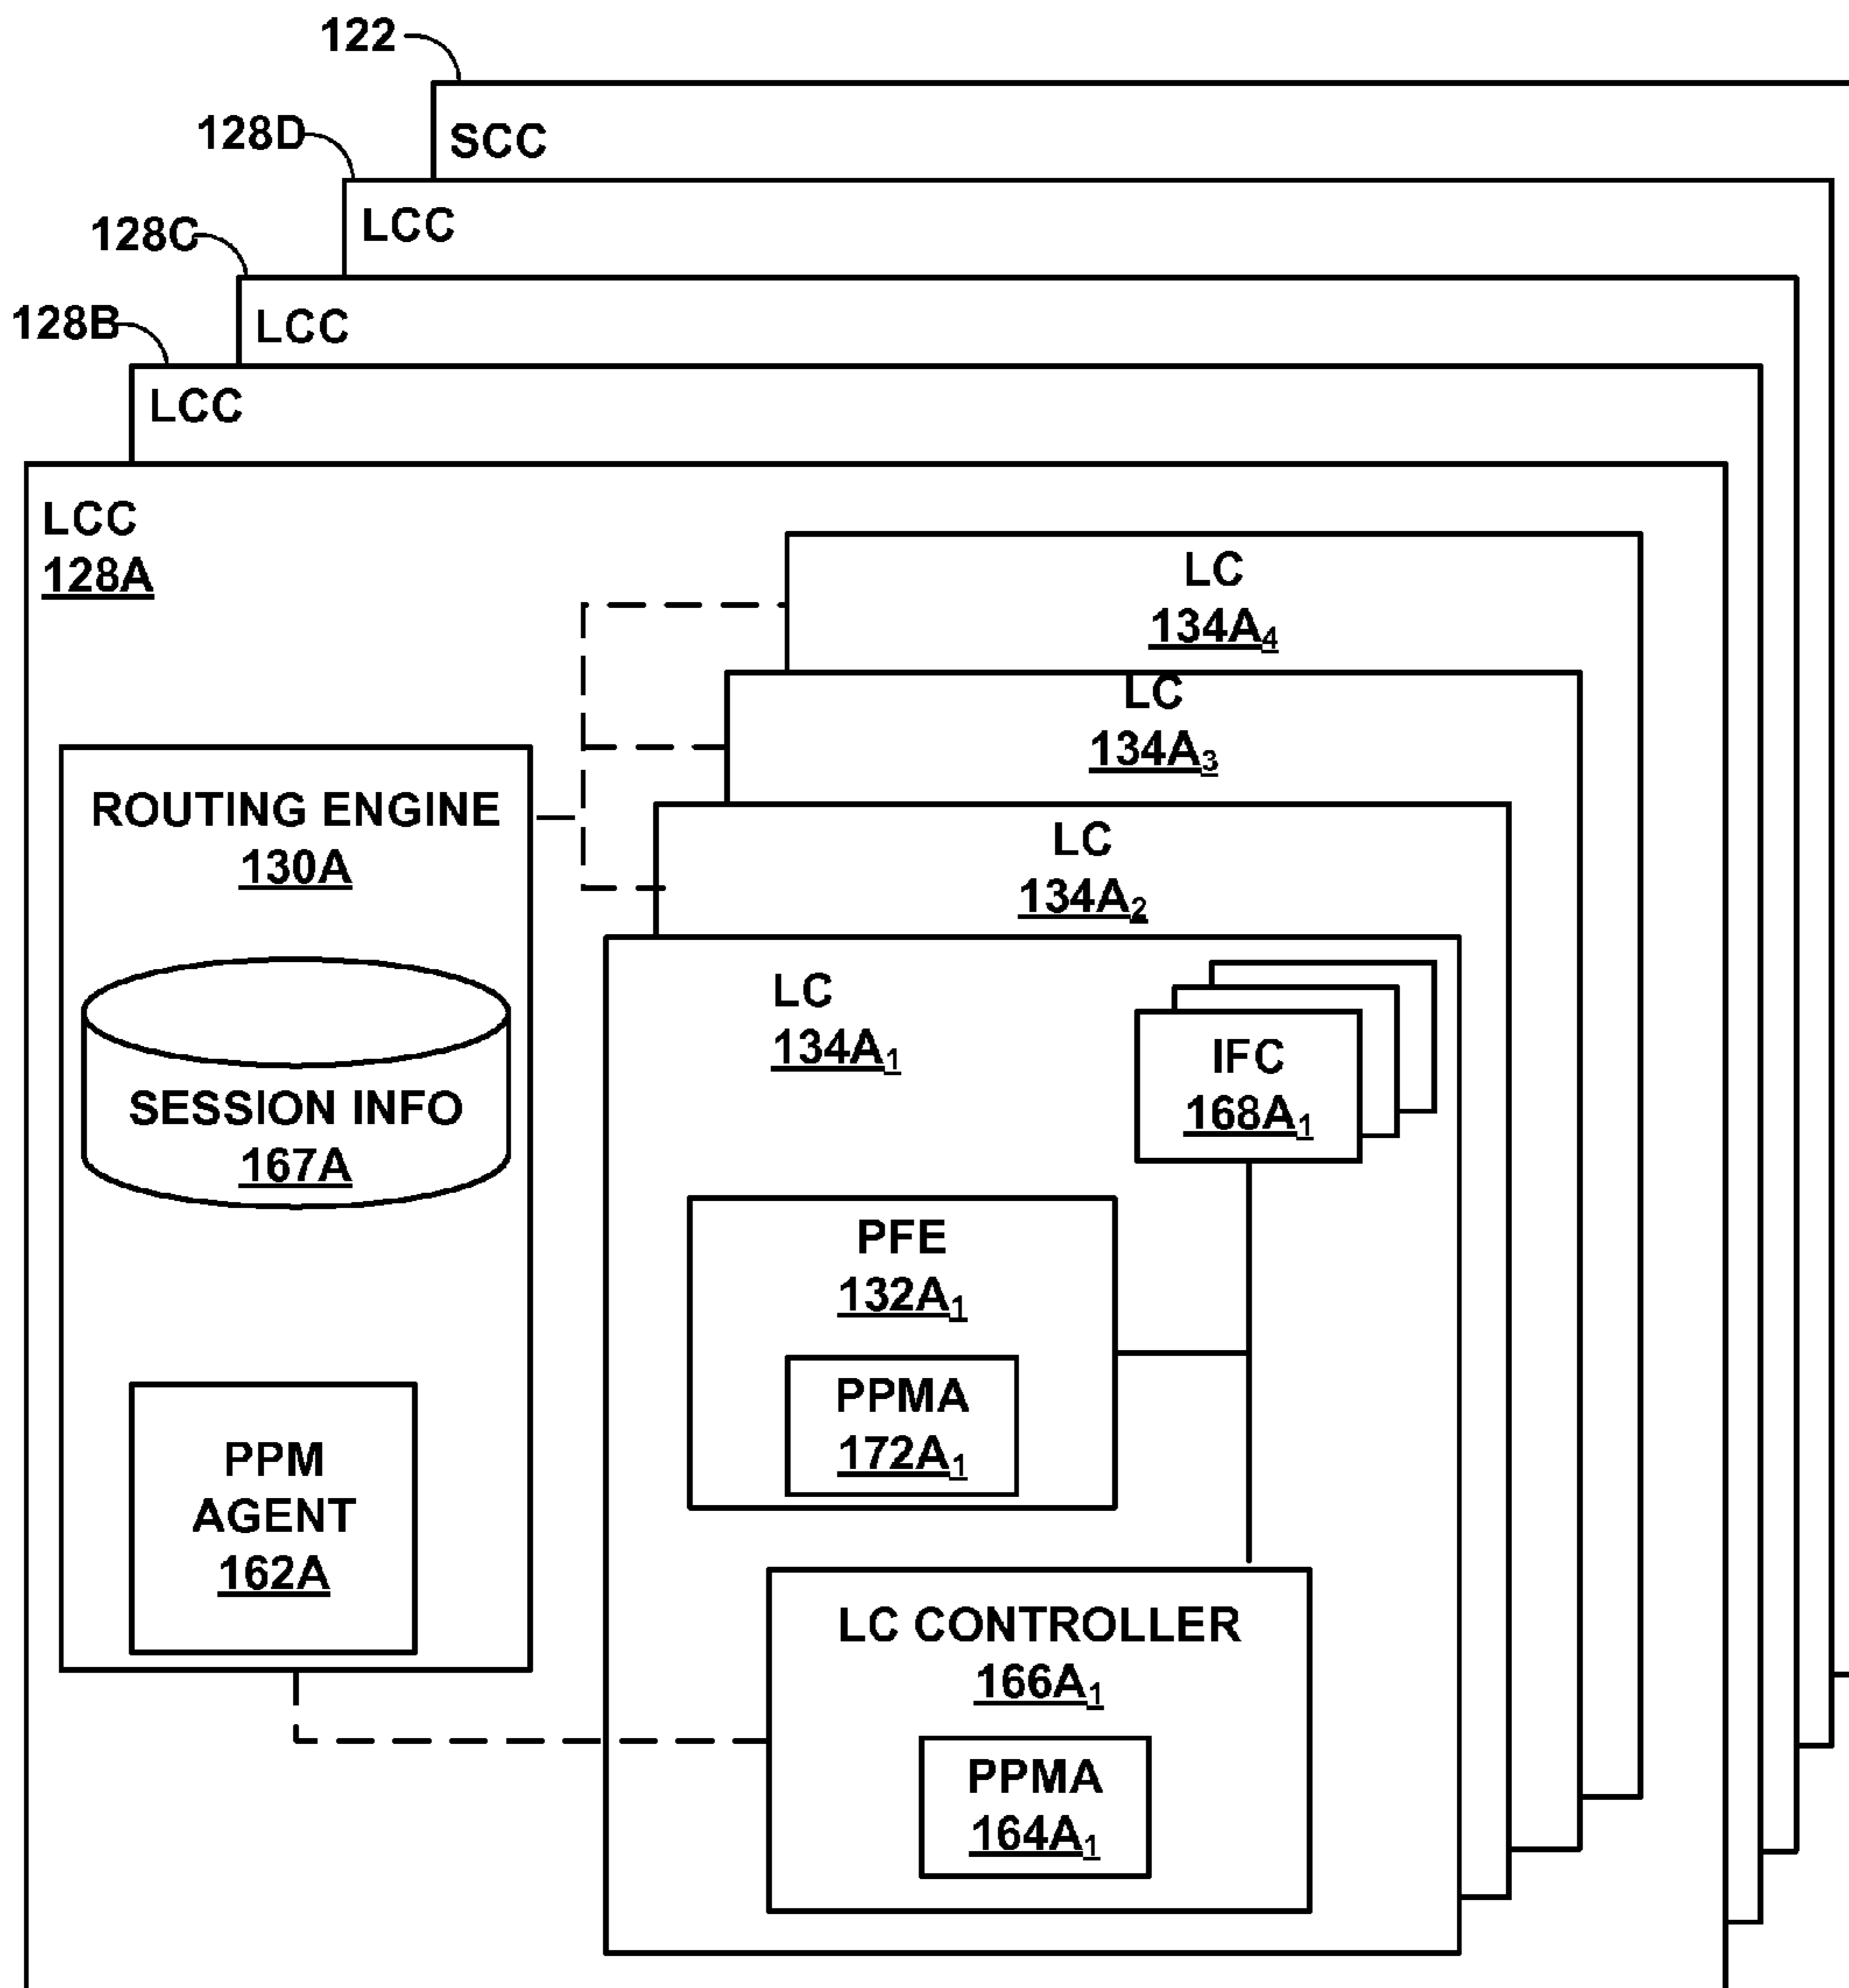 122
SCC
128D
LCC
128C
LCC
128B
LCC
LCC
128A
LC
134A4
LC
134A3
LC
134A2
ROUTING ENGINE
130A
SESSION INFO
167A
PPM
AGENT
162A
LC
134A1
IFC
168A1
PFE
132A1
PPMA
172A1
LC CONTROLLER
166A1
PPMA
164A1